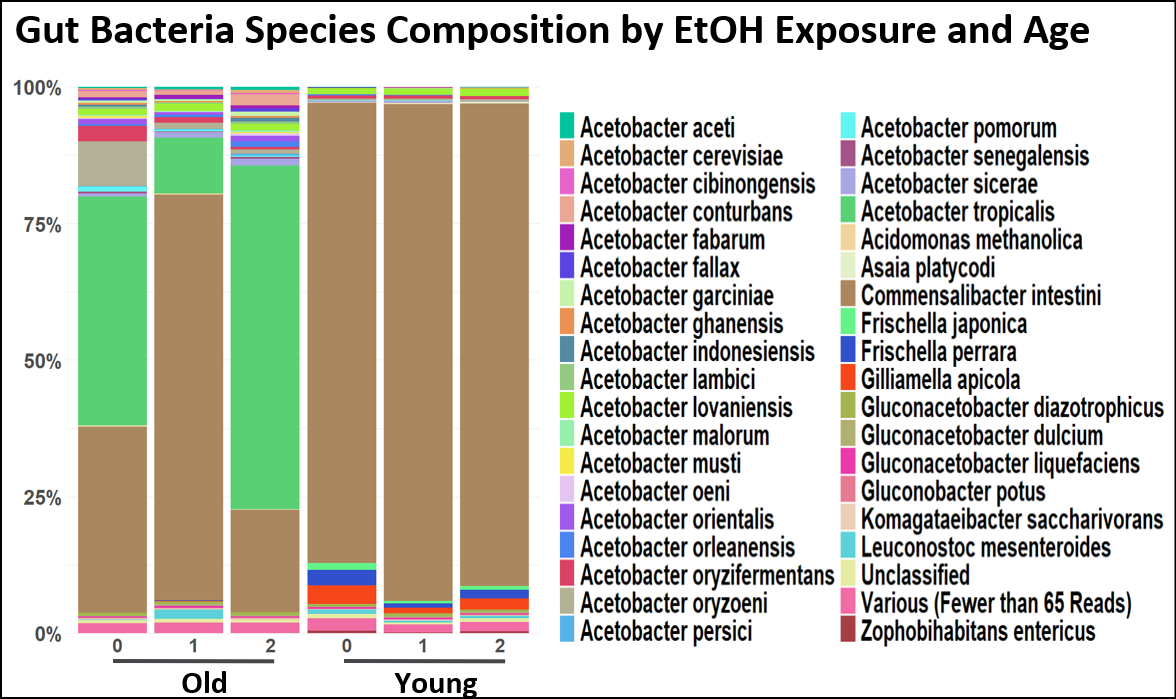 Gut Bacteria Species Composition by EtOH Exposure and Age
100%
75%
50%
25%
0%
0 1 2 0 1 2
Old Young
Acetobacter aceti
Acetobacter cerevisiae
Acetobacter cibinongensis
Acetobacter conturbans
Acetobacter fabarum
Acetobacter fallax
Acetobacter garciniae
Acetobacter ghanensis
Acetobacter indonesiensis
Acetobacter lambici
Acetobacter lovaniensis
Acetobacter malorum
Acetobacter musti
Acetobacter oeni
Acetobacter orientalis
Acetobacter orleanensis
Acetobacter oryzifermentans
Acetobacter oryzoeni
Acetobacter persici
Acetobacter pomorum
Acetobacter senegalensis
Acetobacter sicerae
Acetobacter tropicalis
Acidomonas methanolica
Asaia platycodi
Commensalibacter intestini
Frischella japonica
Frischella perrara
Gilliamella apicola
Gluconacetobacter diazotrophicus
Gluconacetobacter dulcium
Gluconacetobacter liquefaciens
Gluconobacter potus
Komagataeibacter saccharivorans
Leuconostoc mesenteroides
Unclassified
Various (Fewer than 65 Reads)
Zophobihabitans entericus